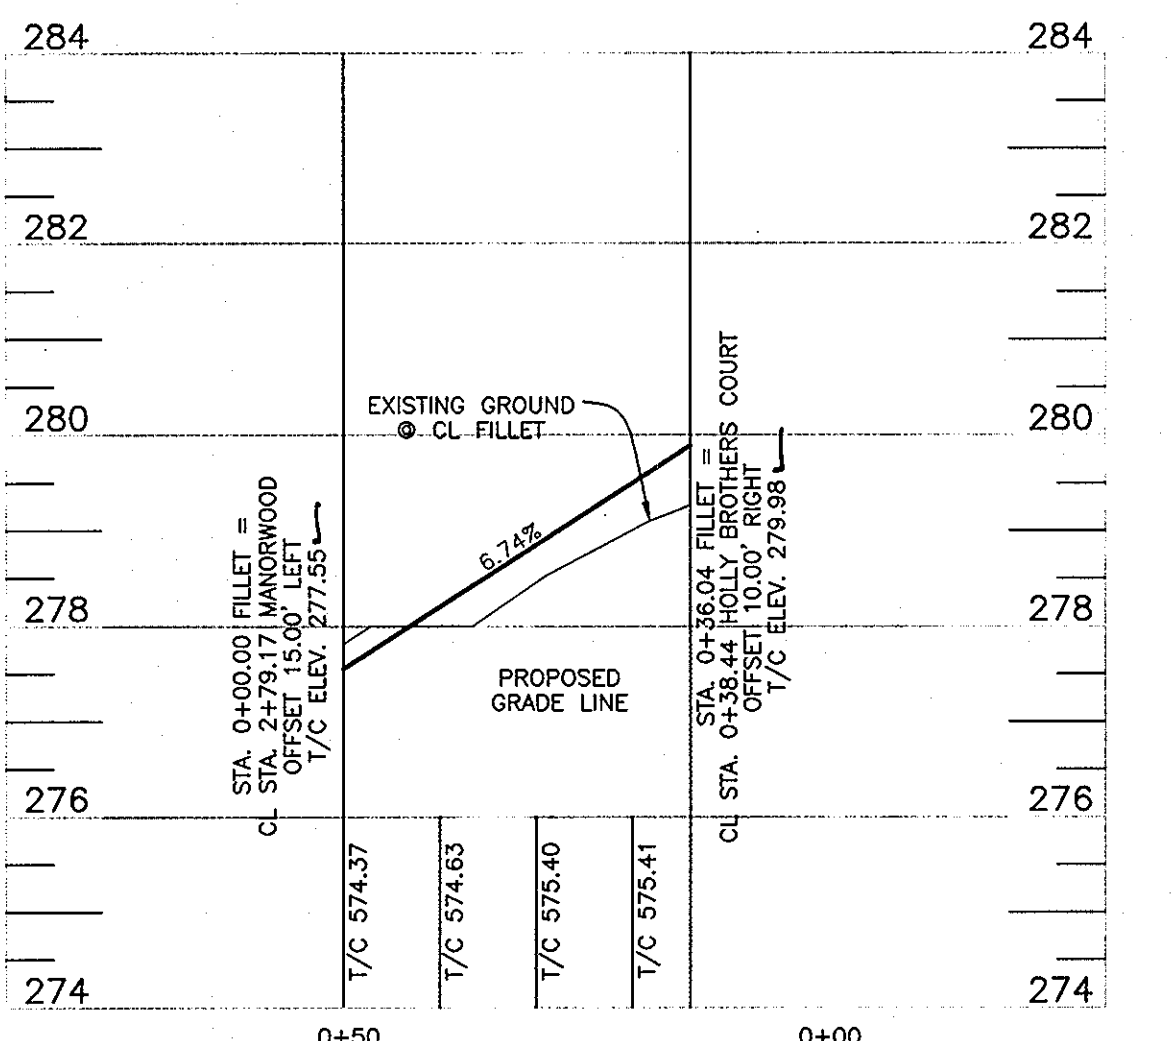 284
284
282
282
280
280
278
278
276
276
274
274
EXISTING GROUND
@ CL FILLET
6.74%
PROPOSED
GRADE LINE
STA. 0+00.00 FILLET =
CL STA. 2+79.17 MANORWOOD
OFFSET 15.00' LEFT
T/C ELEV. 277.55
STA. 0+36.04 FILLET =
CL STA. 0+38.44 HOLLY BROTHERS COURT
OFFSET 10.00' RIGHT
T/C ELEV. 279.98
T/C 574.37
T/C 574.63
T/C 575.40
T/C 575.41
0+50
0+00